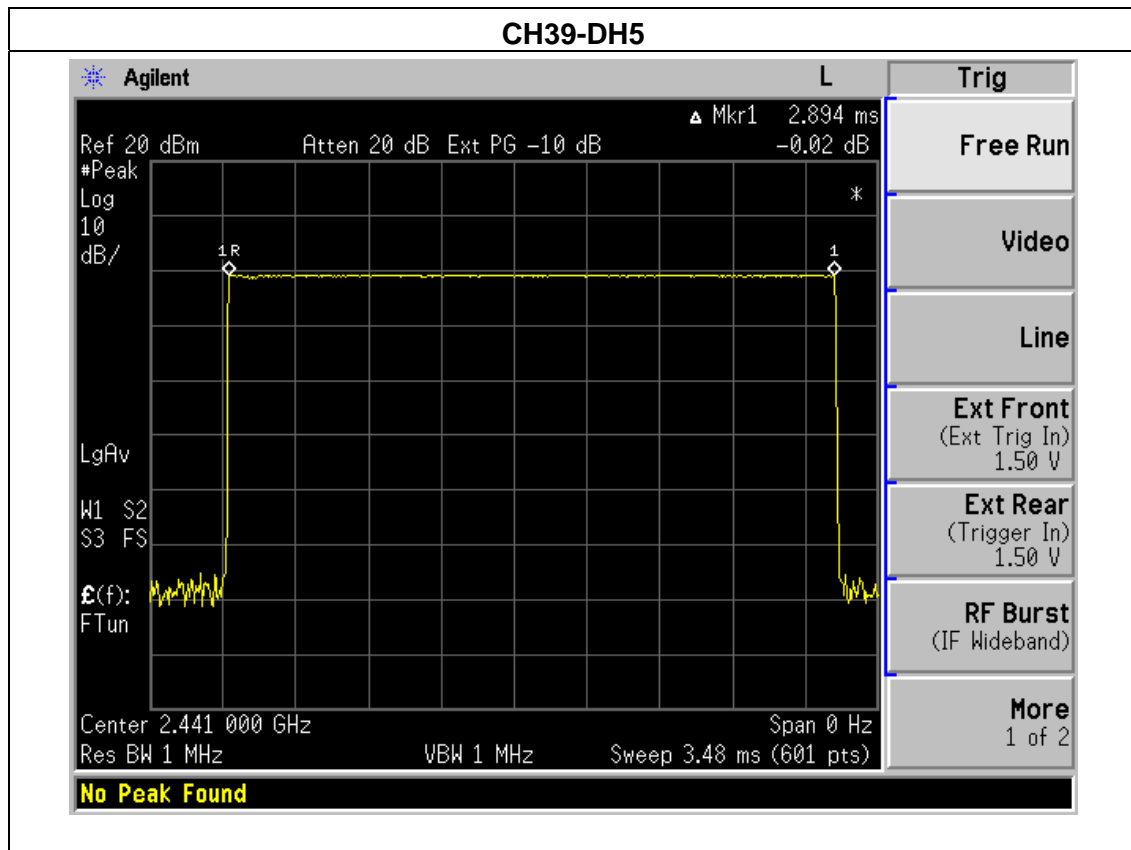 CH39-DH5
Agilent L Trig
▵ Mkr1 2.894 ms
Ref 20 dBm Atten 20 dB Ext PG -10 dB -0.02 dB
#Peak
Log
10
dB/
*
1R
1
LgAv
W1 S2
S3 FS
£(f):
FTun
Center 2.441 000 GHz Span 0 Hz
Res BW 1 MHz VBW 1 MHz Sweep 3.48 ms (601 pts)
No Peak Found
Free Run
Video
Line
Ext Front
(Ext Trig In)
1.50 V
Ext Rear
(Trigger In)
1.50 V
RF Burst
(IF Wideband)
More
1 of 2